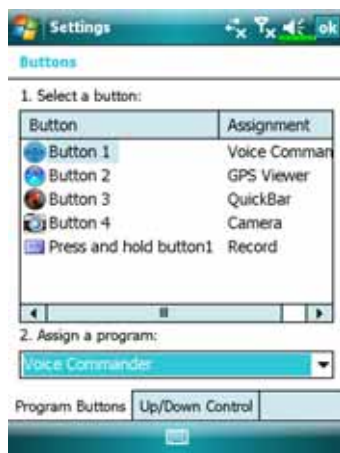 Settings ok
Buttons
1. Select a button:
Button Assignment
Button 1 Voice Comman
Button 2 GPS Viewer
Button 3 QuickBar
Button 4 Camera
Press and hold button1 Record
2. Assign a program:
Voice Commander
Program Buttons Up/Down Control